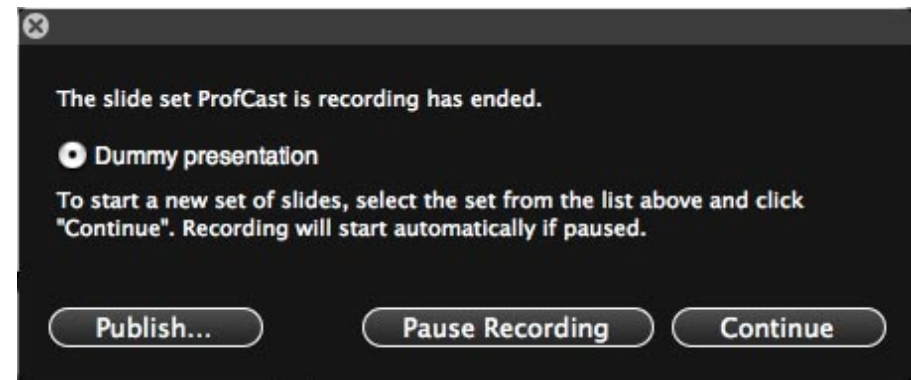 The slide set ProfCast is recording has ended.
Dummy presentation
To start a new set of slides, select the set from the list above and click
"Continue". Recording will start automatically if paused.
Publish... Pause Recording Continue